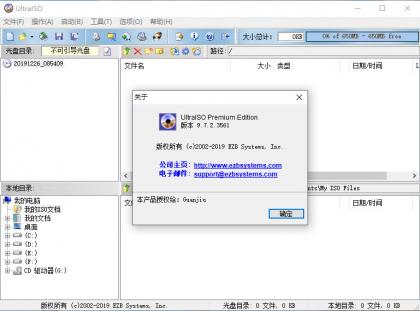 UltraISO
文件(F) 操作(A) 启动(B) 工具(T) 选项(O) 帮助(H)
大小总计: 0KB 0% of 650MB - 650MB free
光盘目录: 不可引导光盘 路径: /
20191226_085409
文件名 大小 类型 日期/时间
关于
UltraISO Premium Edition
版本 9.7.2.3561
版权所有 (c)2002-2019 EZB Systems, Inc.
公司主页: http://www.ezbsystems.com
电子邮件: support@ezbsystems.com
本产品授权给: Guanjiu
确定
本地目录: nts\My ISO Files
我的电脑
我的ISO文档
我的文档
桌面
(C:)
(D:)
(E:)
(F:)
CD 驱动器(G:)
日期/时间
版权所有 (c)2002-2019 EZB Systems, Inc. 光盘目录: 0 文件, 0 KB 本地目录: 0 文件, 0 KB